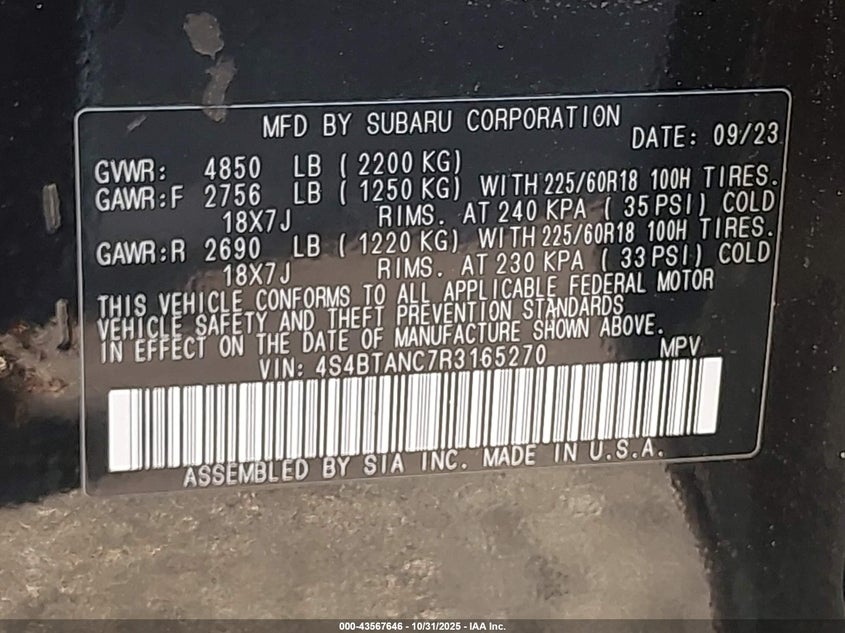 MFD BY SUBARU CORPORATION DATE: 09/23
GVWR: 4850 LB ( 2200 KG)
GAWR:F 2756 LB ( 1250 KG) WITH 225/60R18 100H TIRES.
18X7J RIMS. AT 240 KPA ( 35 PSI) COLD
GAWR:R 2690 LB ( 1220 KG) WITH 225/60R18 100H TIRES.
18X7J RIMS. AT 230 KPA ( 33 PSI) COLD
THIS VEHICLE CONFORMS TO ALL APPLICABLE FEDERAL MOTOR
VEHICLE SAFETY AND THEFT PREVENTION STANDARDS
IN EFFECT ON THE DATE OF MANUFACTURE SHOWN ABOVE.
VIN: 4S4BTANC7R3165270 MPV
ASSEMBLED BY SIA INC. MADE IN U.S.A.
000-43567646 - 10/31/2025 - IAA Inc.